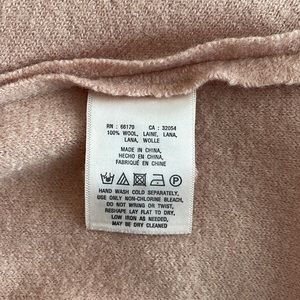 RN : 66170 CA : 32054
100% WOOL, LAINE, LANA,
LANA, WOLLE
MADE IN CHINA,
HECHO EN CHINA,
FABRIQUÉ EN CHINE
HAND WASH COLD SEPARATELY,
USE ONLY NON-CHLORINE BLEACH,
DO NOT WRING OR TWIST,
RESHAPE LAY FLAT TO DRY,
LOW IRON AS NEEDED,
MAY BE DRY CLEANED